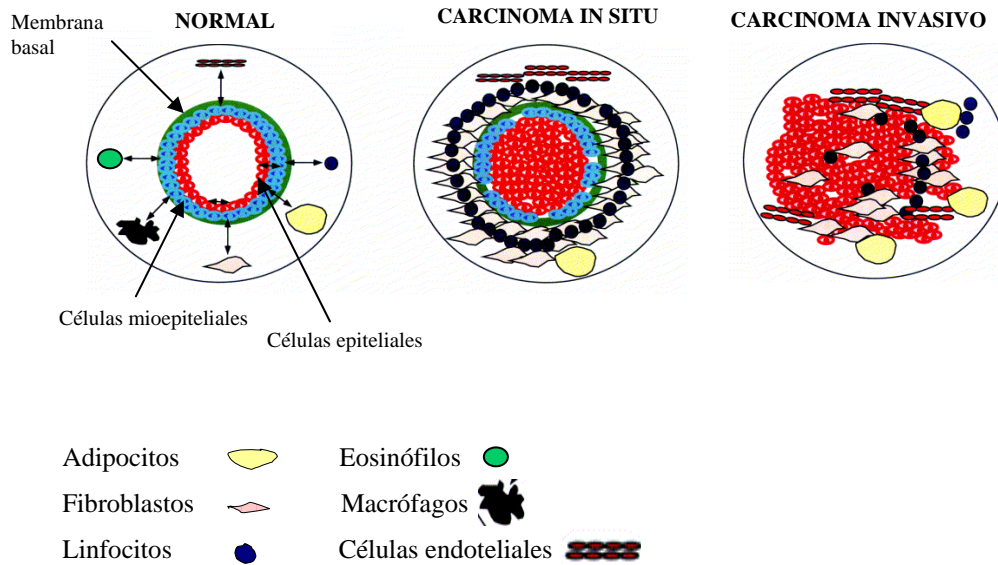 NORMAL
CARCINOMA IN SITU
CARCINOMA INVASIVO
Membrana
basal
Células mioepiteliales
Células epiteliales
Adipocitos
Eosinófilos
Fibroblastos
Macrófagos
Linfocitos
Células endoteliales